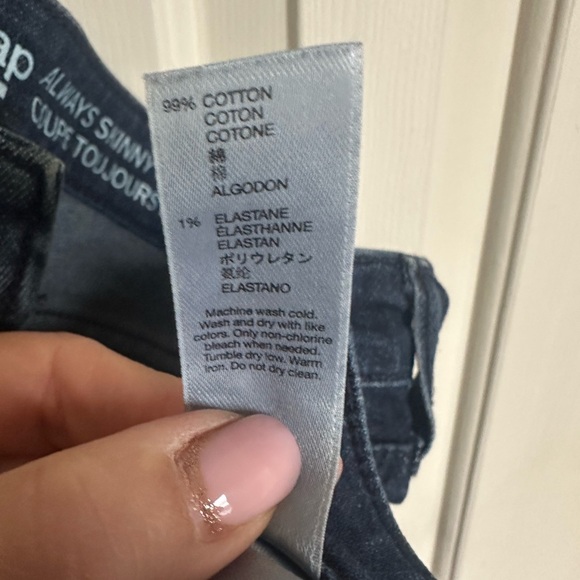 ap
ALWAYS SKINNY
COUPE TOUJOURS
99% COTTON
COTON
COTONE
綿
棉
ALGODON
1% ELASTANE
ÉLASTHANNE
ELASTAN
ポリウレタン
氨纶
ELASTANO
Machine wash cold.
Wash and dry with like
colors. Only non-chlorine
bleach when needed.
Tumble dry low. Warm
iron. Do not dry clean.